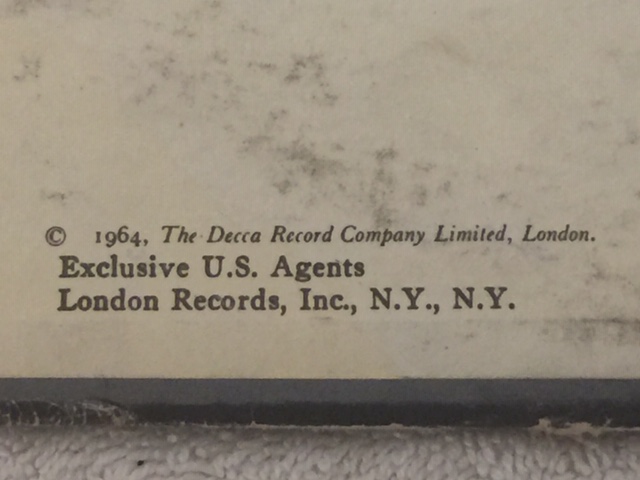 © 1964, The Decca Record Company Limited, London.
Exclusive U.S. Agents
London Records, Inc., N.Y., N.Y.